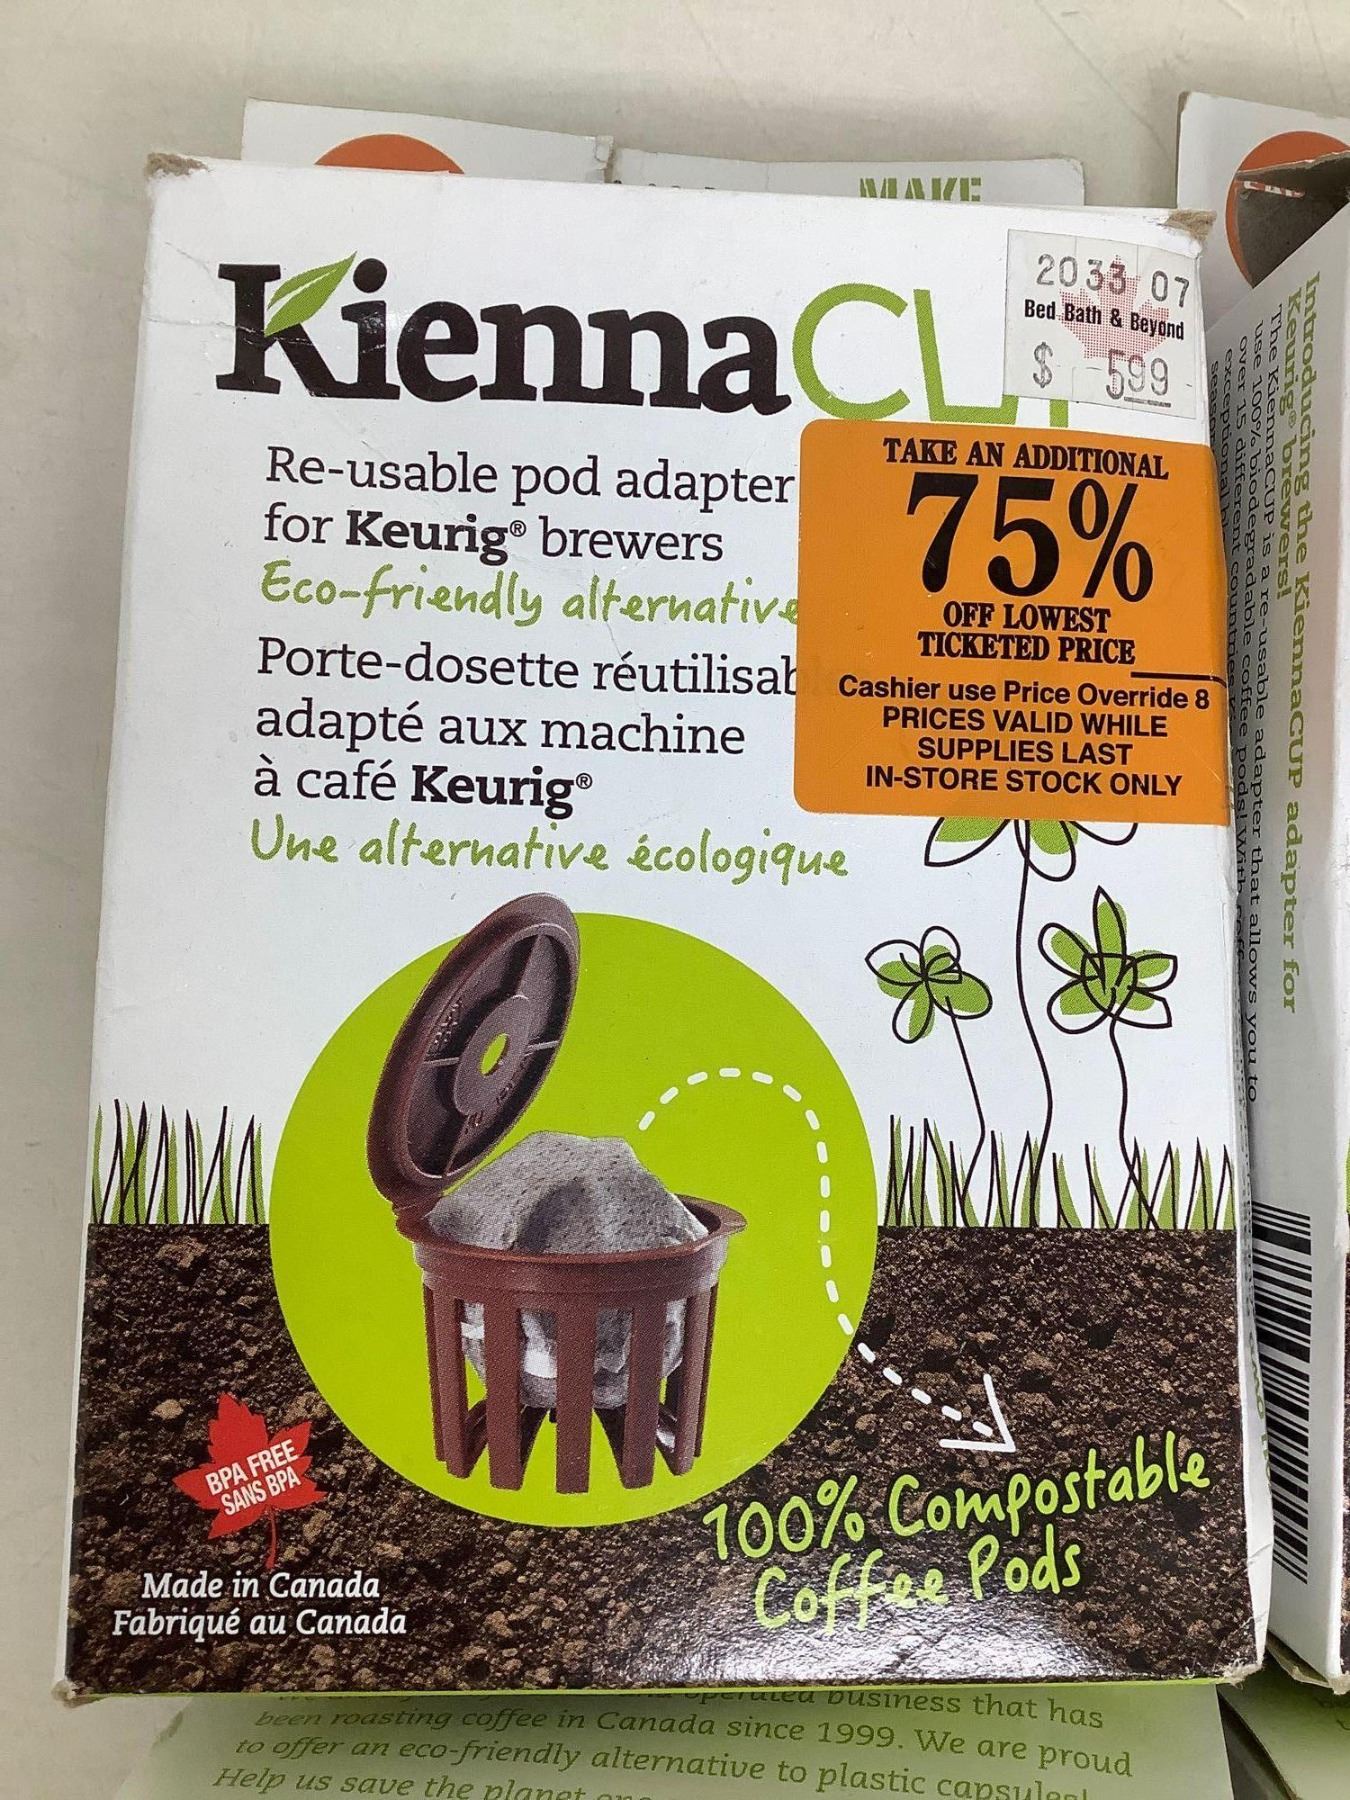 MAKE
KiennaCUP
2033 07
Bed Bath & Beyond
$ 599
Re-usable pod adapter
for Keurig® brewers
Eco-friendly alternative
TAKE AN ADDITIONAL
75%
OFF LOWEST
TICKETED PRICE
Cashier use Price Override 8
PRICES VALID WHILE
SUPPLIES LAST
IN-STORE STOCK ONLY
Porte-dosette réutilisab
adapté aux machine
à café Keurig®
Une alternative écologique
BPA FREE
SANS BPA
Made in Canada
Fabriqué au Canada
100% Compostable
Coffee Pods
Introducing the KiennaCUP adapter for
Keurig® brewers!
The KiennaCUP is a re-usable adapter that allows you to
use 100% biodegradable coffee pods! With
over 15 different countries
exceptional
operated business that has
been roasting coffee in Canada since 1999. We are proud
to offer an eco-friendly alternative to plastic capsules!
Help us save the planet